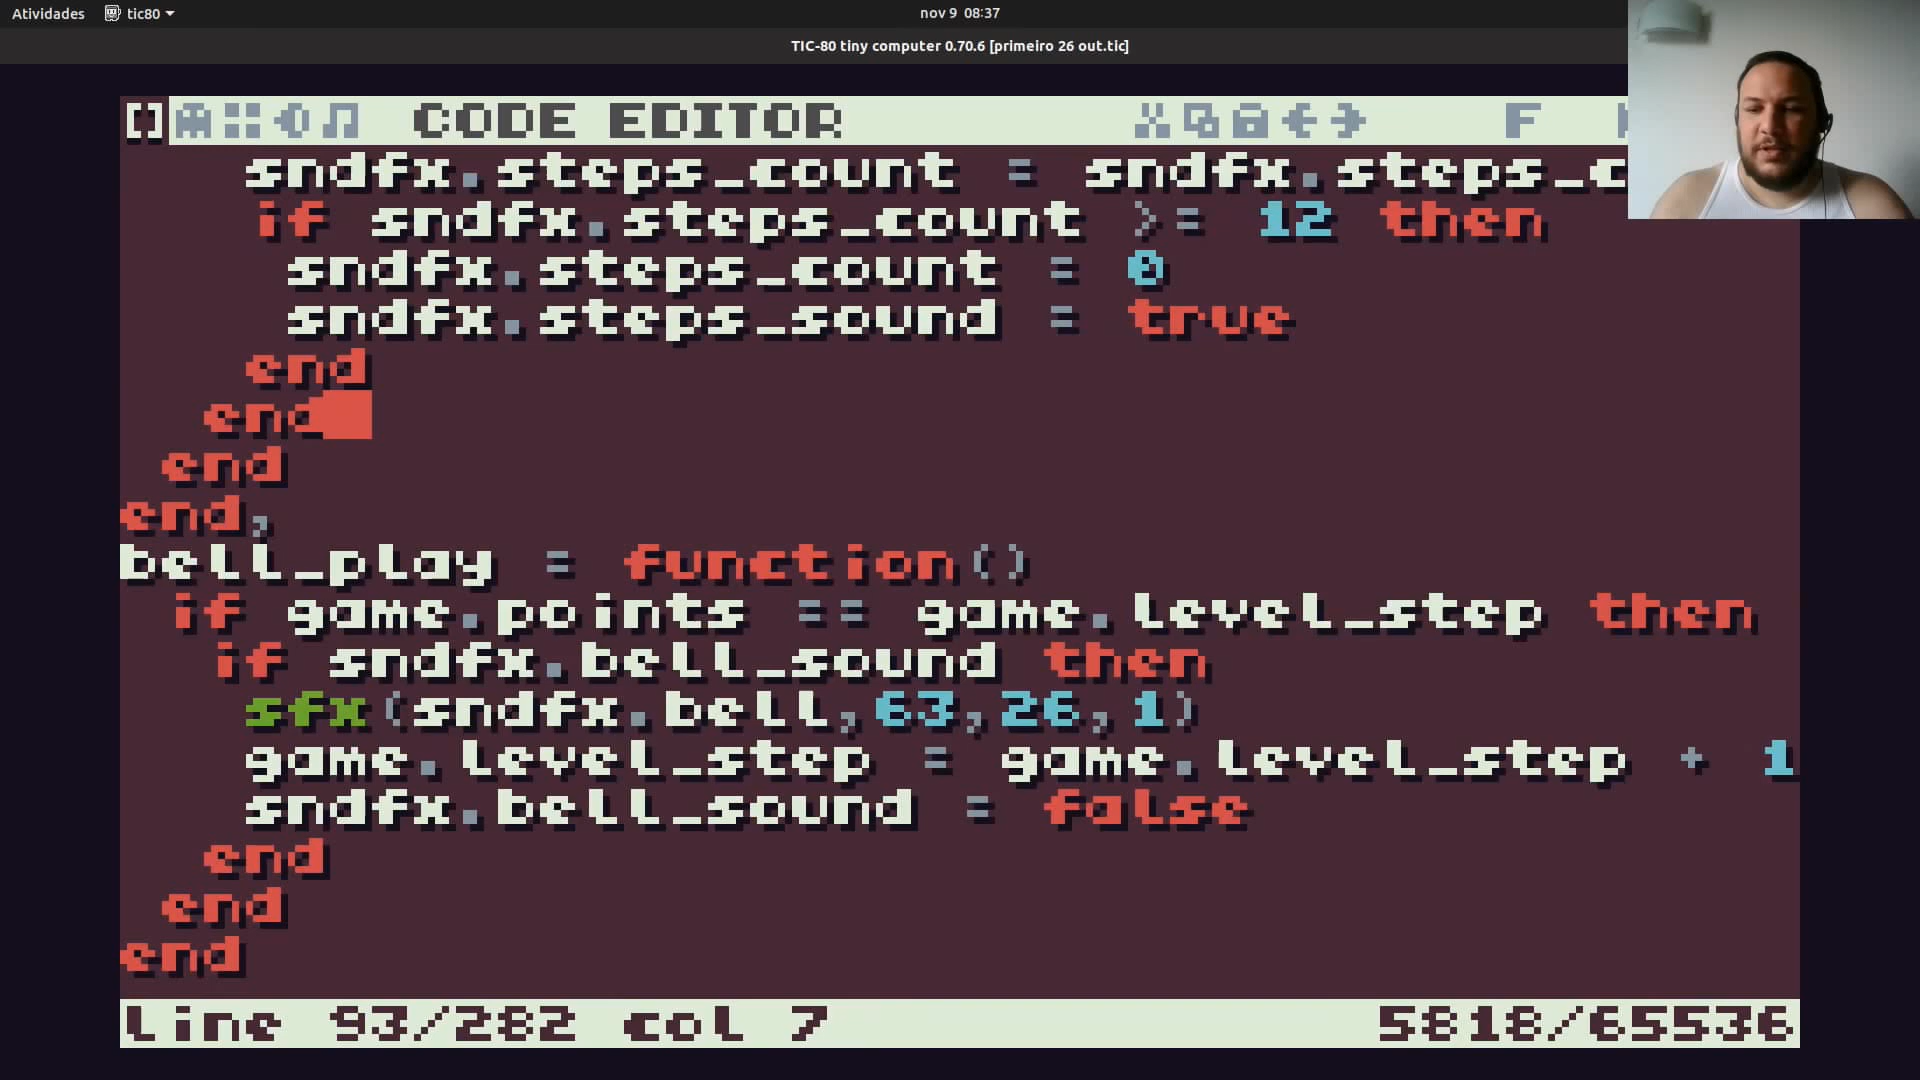 Atividades tic80 nov 9 08:37
TIC-80 tiny computer 0.70.6 [primeiro 26 out.tic]
CODE EDITOR F
sndfx.steps_count = sndfx.steps_c
if sndfx.steps_count >= 12 then
sndfx.steps_count = 0
sndfx.steps_sound = true
end
end
end
end,
bell_play = function()
if game.points == game.level_step then
if sndfx.bell_sound then
sfx(sndfx.bell,63,26,1)
game.level_step = game.level_step + 1
sndfx.bell_sound = false
end
end
end
line 93/282 col 7 5818/65536